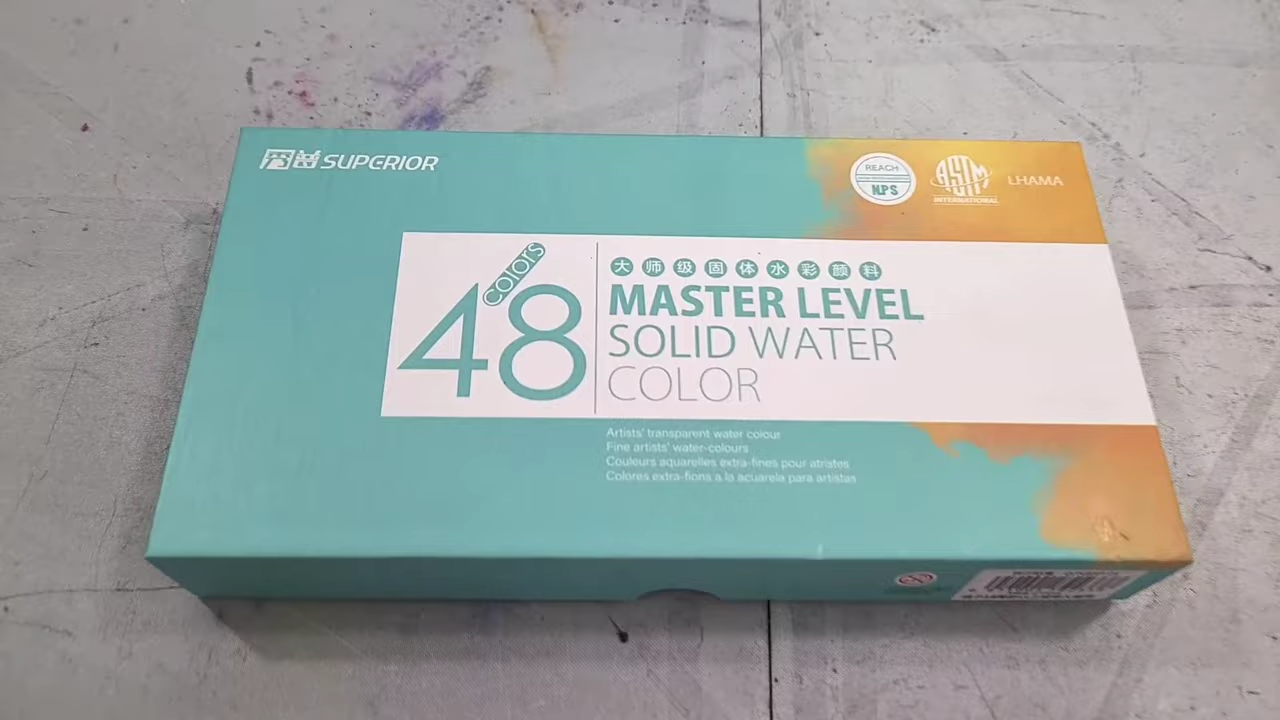 SUPERIOR
REACH
NPS
ASTM
INTERNATIONAL
LHAMA
48 colors
大师级固体水彩颜料
MASTER LEVEL
SOLID WATER
COLOR
Artists' transparent water colour
Fine artists' water-colours
Couleurs aquarelles extra-fines pour atristes
Colores extra-fions a la acuarela para artistas